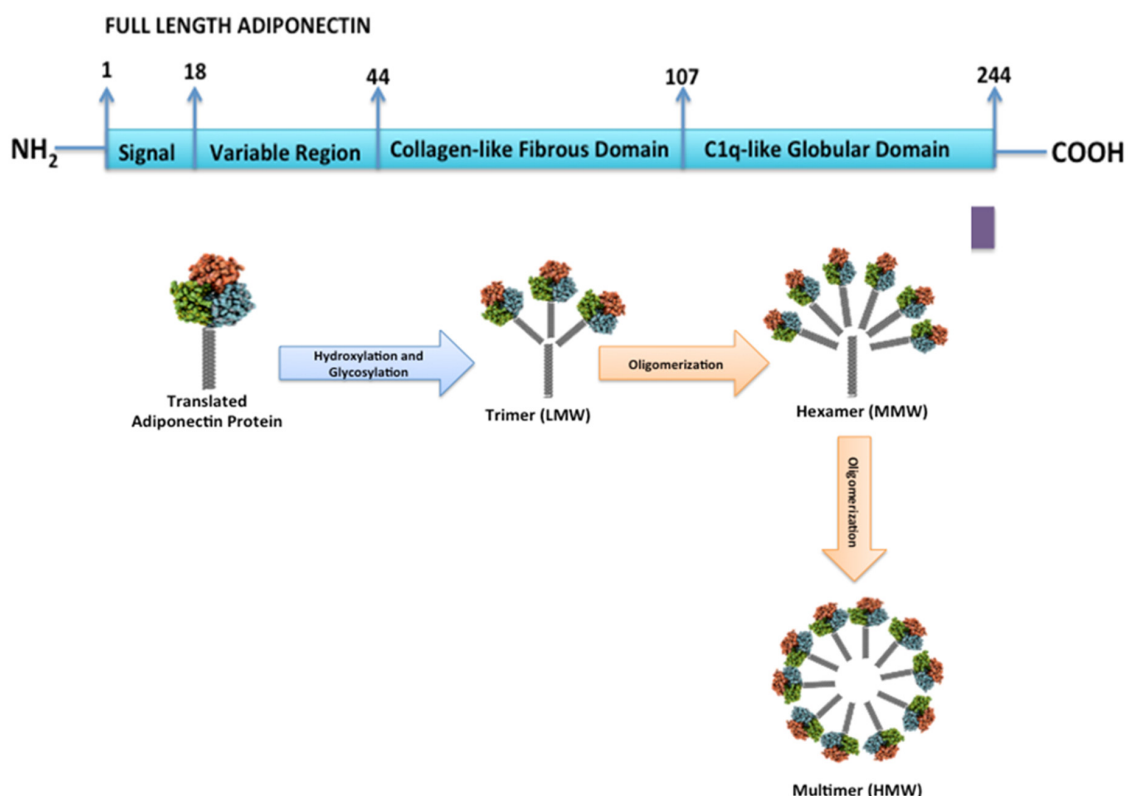 FULL LENGTH ADIPONECTIN
1 18 44 107 244
NH2 Signal Variable Region Collagen-like Fibrous Domain C1q-like Globular Domain COOH
Hydroxylation and
Glycosylation
Oligomerization
Translated
Adiponectin Protein
Trimer (LMW)
Hexamer (MMW)
Oligomerization
Multimer (HMW)